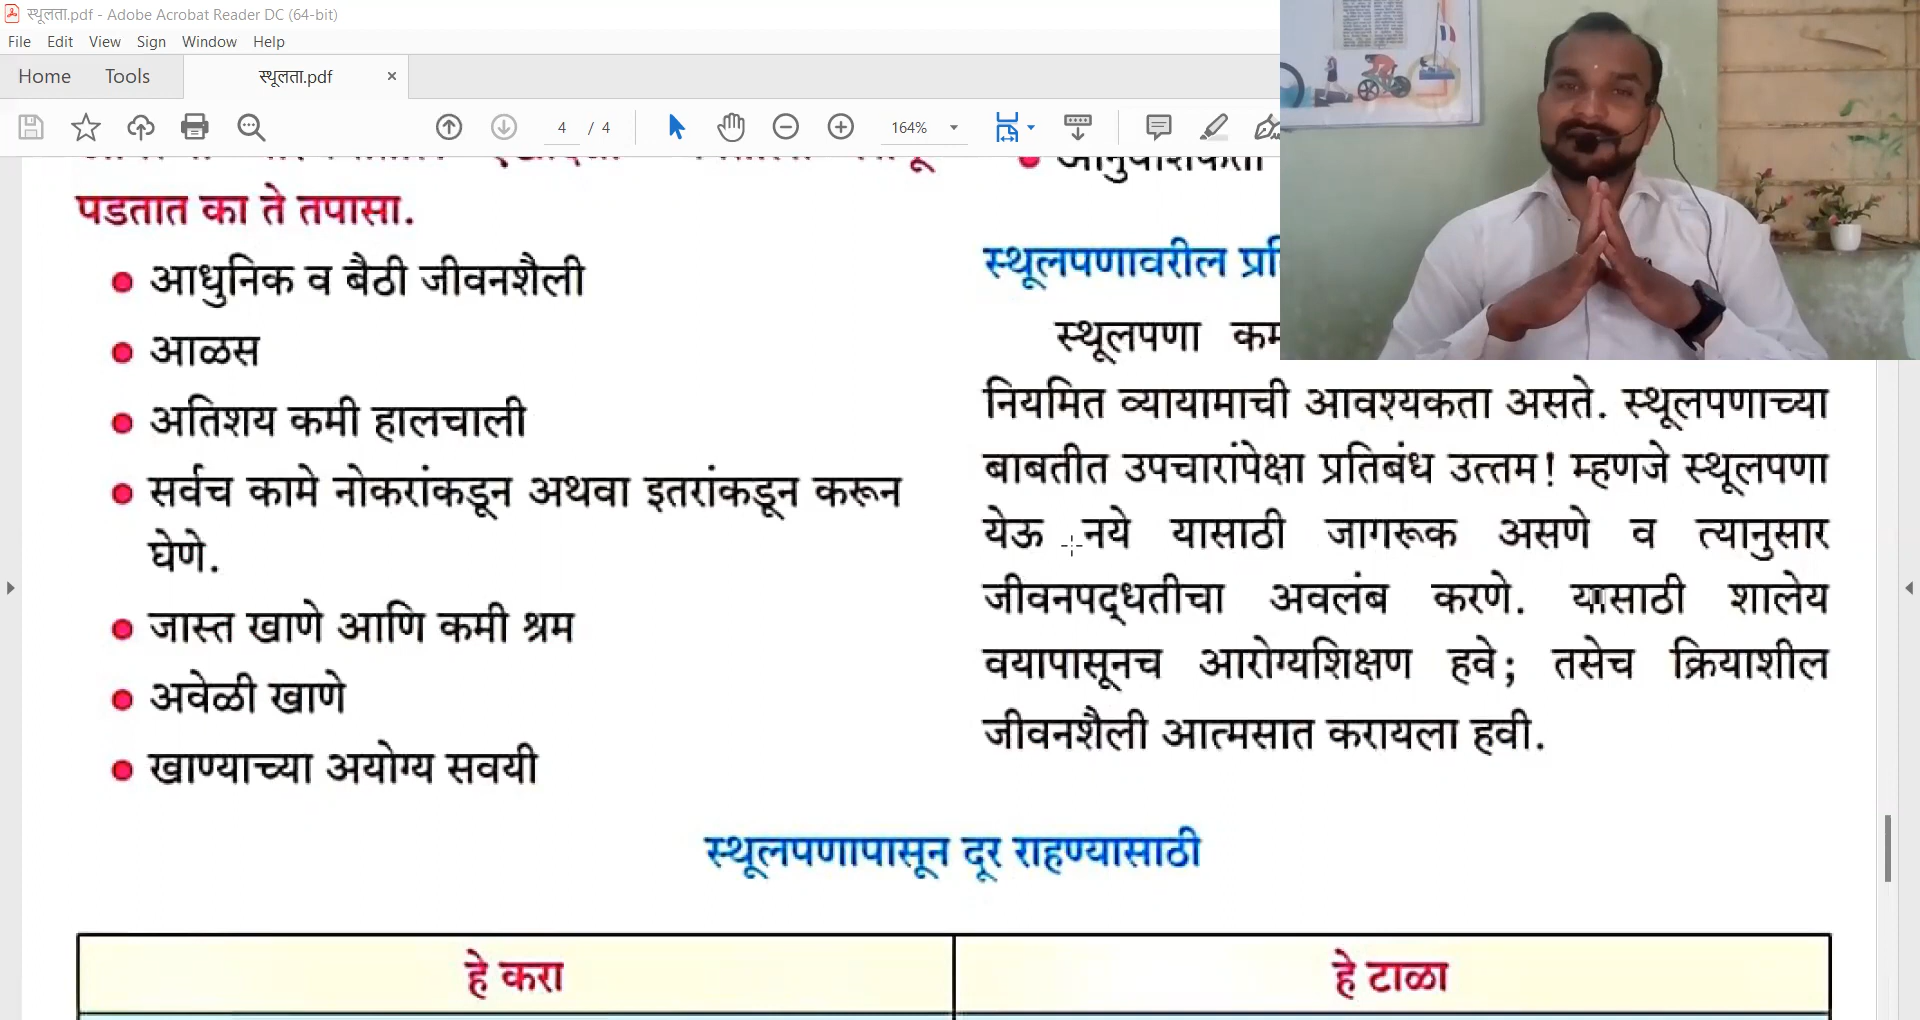 स्थूलता.pdf - Adobe Acrobat Reader DC (64-bit)
File Edit View Sign Window Help
Home Tools स्थूलता.pdf ×
4 / 4 164%
पडतात का ते तपासा.
आधुनिक व बैठी जीवनशैली
आळस
अतिशय कमी हालचाली
सर्वच कामे नोकरांकडून अथवा इतरांकडून करून
घेणे.
जास्त खाणे आणि कमी श्रम
अवेळी खाणे
खाण्याच्या अयोग्य सवयी
आनुवंशिकता
स्थूलपणावरील
स्थूलपणा
नियमित व्यायामाची आवश्यकता असते. स्थूलपणाच्या
बाबतीत उपचारांपेक्षा प्रतिबंध उत्तम! म्हणजे स्थूलपणा
येऊ नये यासाठी जागरूक असणे व त्यानुसार
जीवनपद्धतीचा अवलंब करणे. यासाठी शालेय
वयापासूनच आरोग्यशिक्षण हवे; तसेच क्रियाशील
जीवनशैली आत्मसात करायला हवी.
स्थूलपणापासून दूर राहण्यासाठी
हे करा हे टाळा